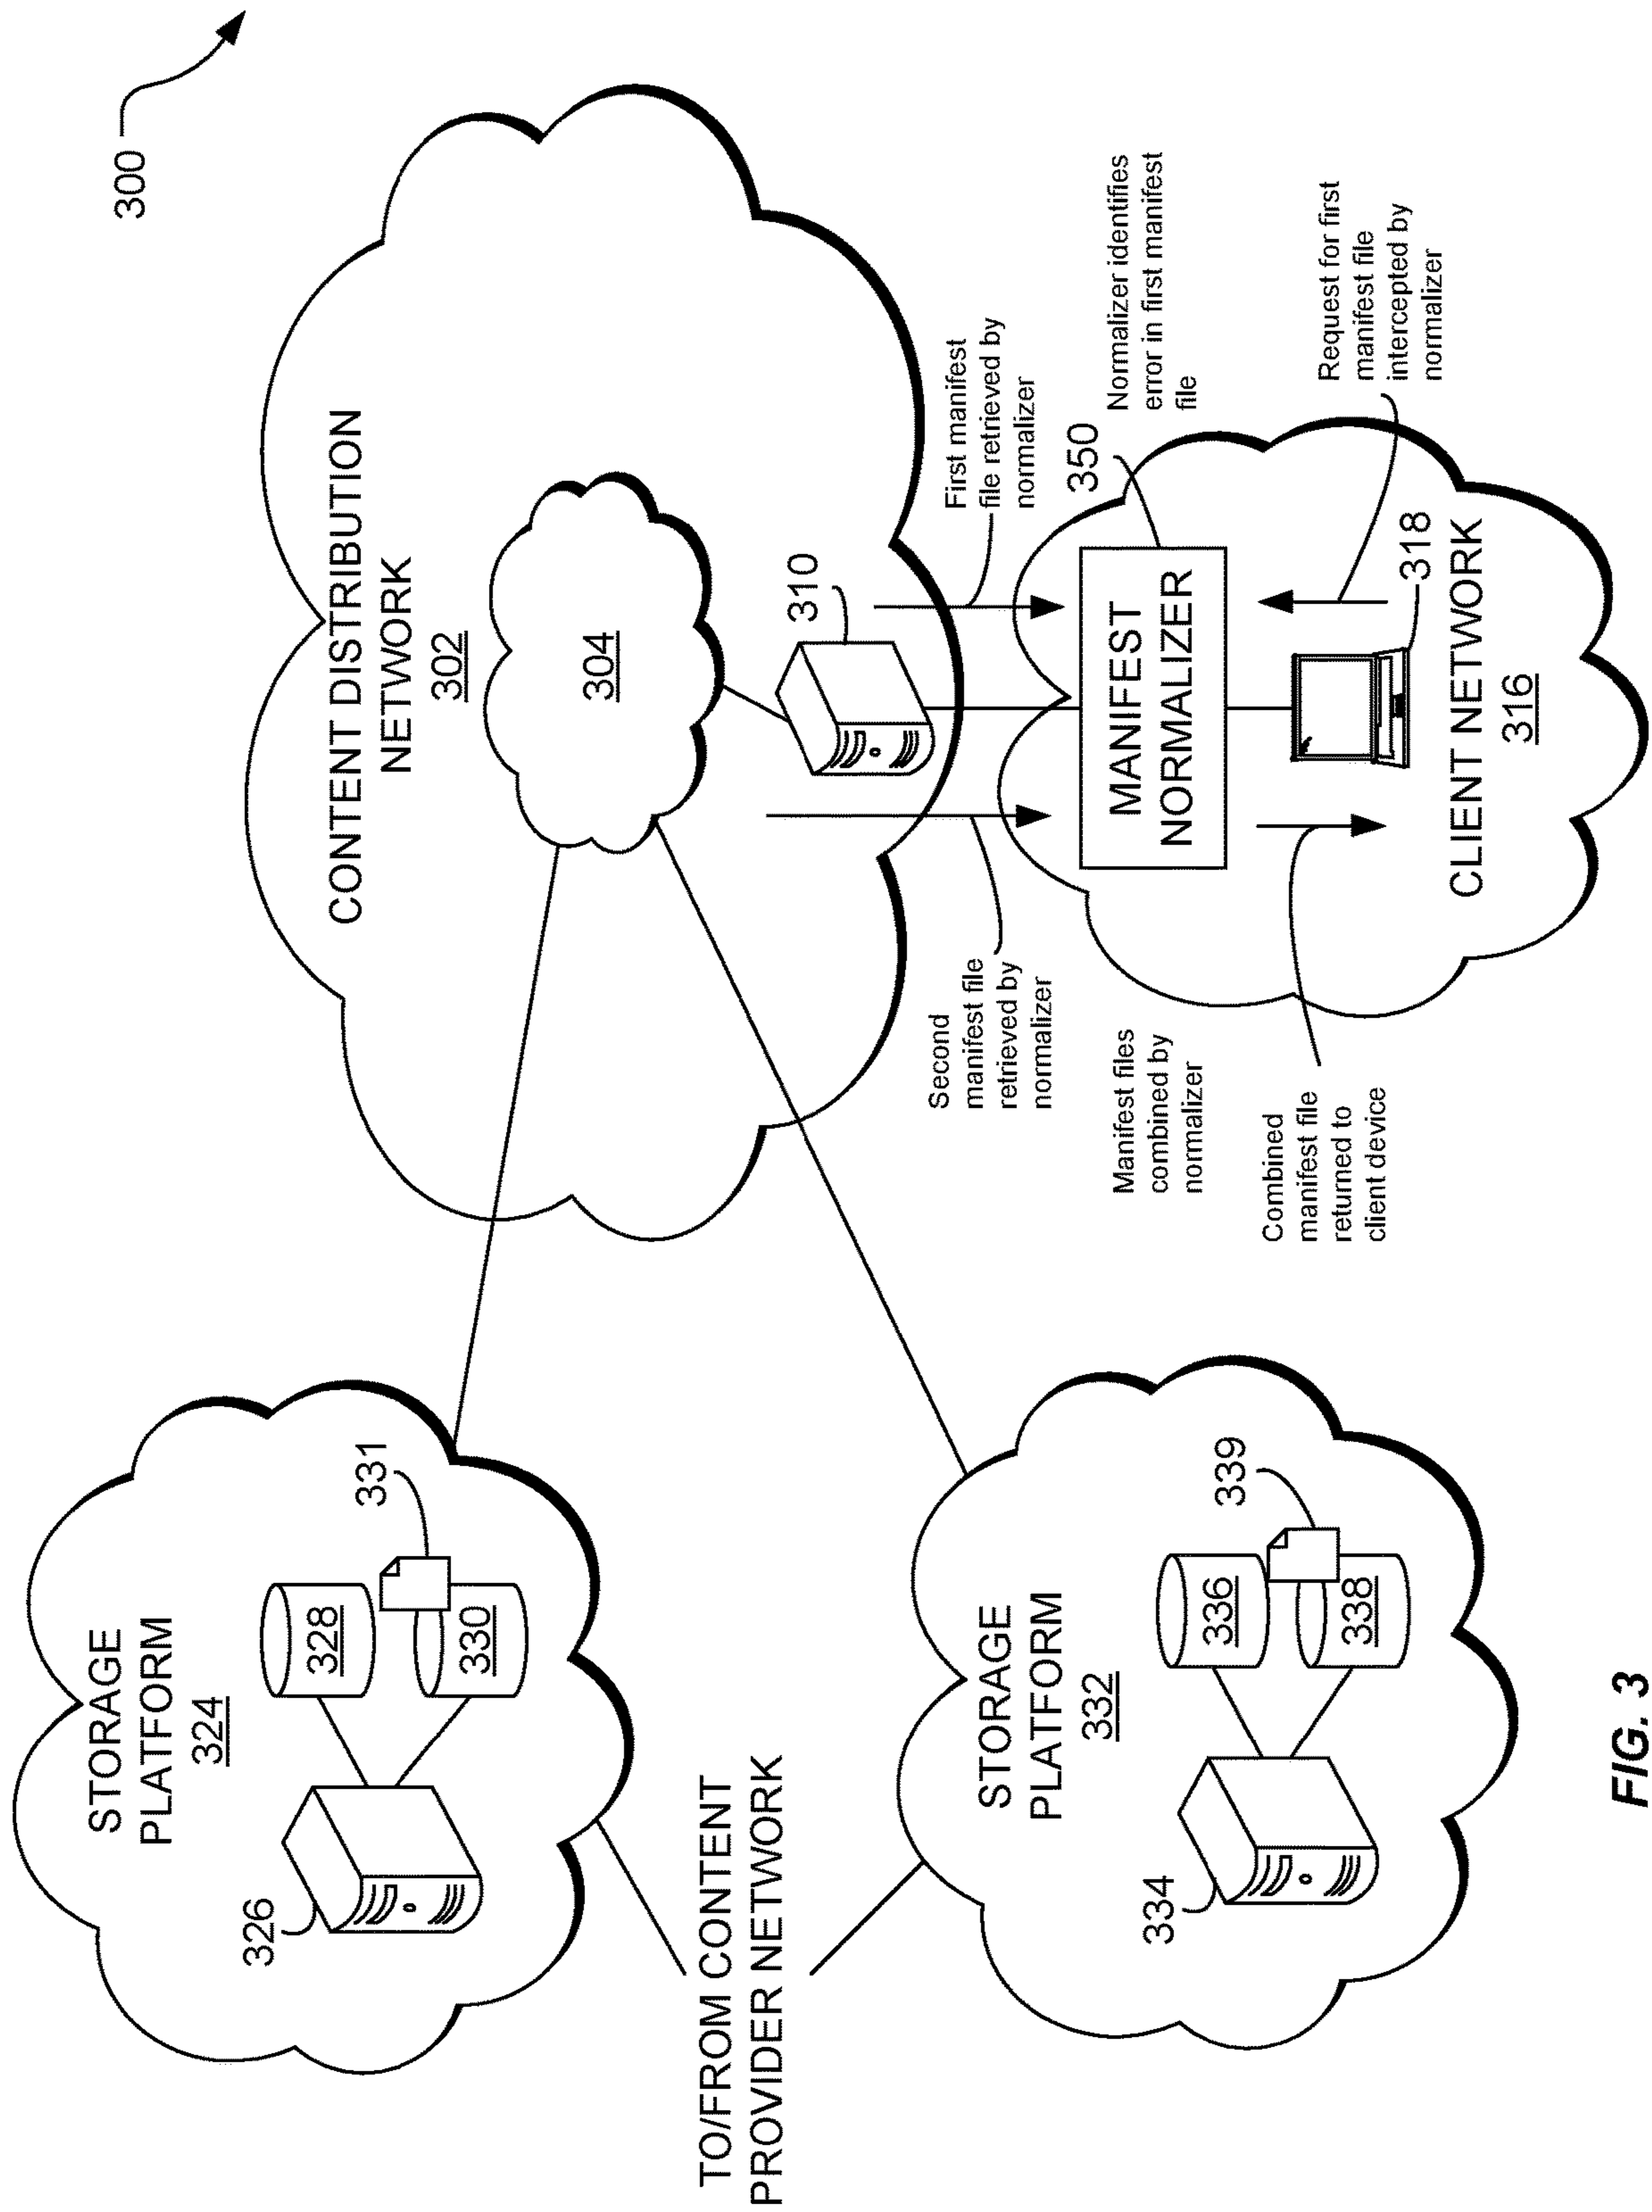 300
CONTENT DISTRIBUTION
NETWORK
302
304
310
First manifest
file retrieved by
normalizer
350
Normalizer identifies
error in first manifest
file
Request for first
manifest file
intercepted by
normalizer
Second
manifest file
retrieved by
normalizer
MANIFEST
NORMALIZER
Manifest files
combined by
normalizer
Combined
manifest file
returned to
client device
318
CLIENT NETWORK
316
STORAGE
PLATFORM
324
326
328
330
331
TO/FROM CONTENT
PROVIDER NETWORK
STORAGE
PLATFORM
332
334
336
338
339
FIG. 3